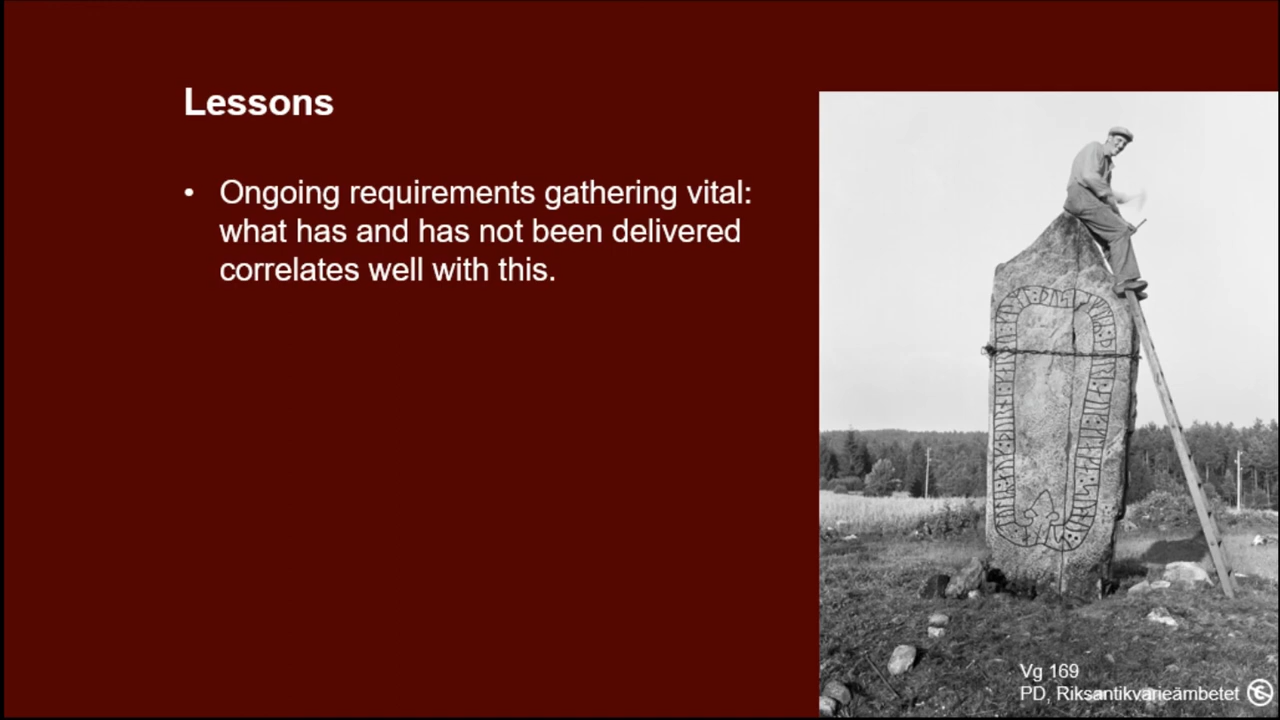 Lessons
• Ongoing requirements gathering vital:
what has and has not been delivered
correlates well with this.
Vg 169
PD, Riksantikvarieämbetet